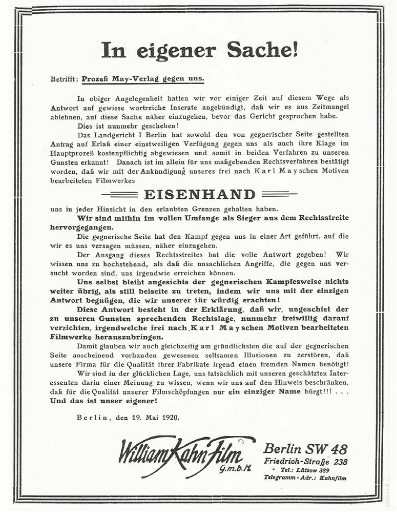 In eigener Sache!
Betrifft: Prozeß May-Verlag gegen uns.
In obiger Angelegenheit hatten wir vor einiger Zeit auf diesem Wege als
Antwort auf gewisse wortreiche Inserate angekündigt, daß wir es aus Zeitmangel
ablehnen, auf diese Sache näher einzugehen, bevor das Gericht gesprochen habe.
Dies ist nunmehr geschehen!
Das Landgericht I Berlin hat sowohl den von gegnerischer Seite gestellten
Antrag auf Erlaß einer einstweiligen Verfügung gegen uns als auch ihre Klage im
Hauptprozeß kostenpflichtig abgewiesen und somit in beiden Verfahren zu unseren
Gunsten erkannt! Danach ist im allein für uns maßgebenden Rechtsverfahren bestätigt
worden, daß wir mit der Ankündigung unseres frei nach Karl Mayschen Motiven
bearbeiteten Filmwerkes
EISENHAND
uns in jeder Hinsicht in den erlaubten Grenzen gehalten haben.
Wir sind mithin im vollen Umfange als Sieger aus dem Rechtsstreite
hervorgegangen.
Die gegnerische Seite hat den Kampf gegen uns in einer Art geführt, auf die
wir es uns versagen müssen, näher einzugehen.
Der Ausgang dieses Rechtsstreites hat die volle Antwort gegeben! Wir
wissen uns zu hochstehend, als daß die unsachlichen Angriffe, die gegen uns ver-
sucht worden sind, uns irgendwie erreichen können.
Uns selbst bleibt angesichts der gegnerischen Kampfesweise nichts
weiter übrig, als still beiseite zu treten, indem wir uns mit der einzigen
Antwort begnügen, die wir unserer für würdig erachten!
Diese Antwort besteht in der Erklärung, daß wir, ungeachtet der
zu unseren Gunsten sprechenden Rechtslage, nunmehr freiwillig darauf
verzichten, irgendwelche frei nach Karl Mayschen Motiven bearbeiteten
Filmwerke herauszubringen.
Damit glauben wir auch gleichzeitig am gründlichsten die auf der gegnerischen
Seite anscheinend vorhanden gewesenen seltsamen Illusionen zu zerstören, daß
unsere Firma für die Qualität ihrer Fabrikate irgend einen fremden Namen benötigt!
Wir sind in der glücklichen Lage, uns tatsächlich mit unseren geschätzten Inter-
essenten darin einer Meinung zu wissen, wenn wir uns auf den Hinweis beschränken,
daß für die Qualität unserer Filmschöpfungen nur ein einziger Name bürgt!!! . . .
Und das ist unser eigener!
Berlin, den 19. Mai 1920.
William Kahn Film
G.m.b.H.
Berlin SW 48
Friedrich-Straße 238
Tel.: Lützow 899
Telegramm-Adr.: Kahnfilm